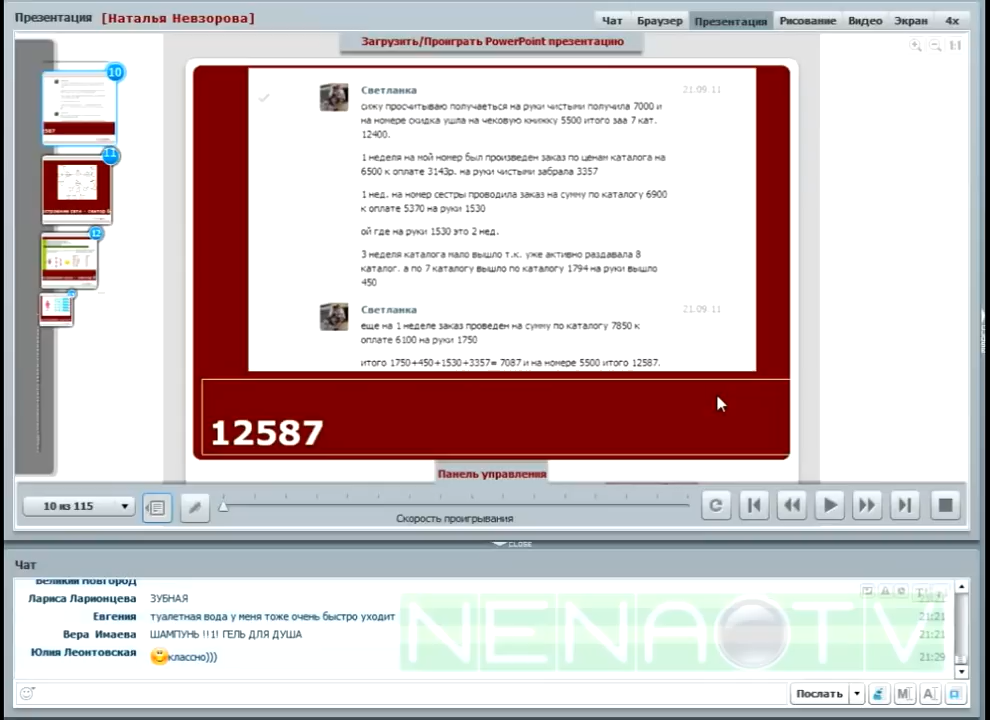 Презентация [Наталья Невзорова]
Чат Браузер Презентация Рисование Видео Экран 4x
Загрузить/Проиграть PowerPoint презентацию
10
11
12
Светланка 21.09.11
сижу просчитываю получаеться на руки чистыми получила 7000 и
на номере скидка ушла на чековую книжку 5500 итого заа 7 кат.
12400.
1 неделя на мой номер был произведен заказ по ценам каталога на
6500 к оплате 3143р. на руки чистыми забрала 3357
1 нед. на номер сестры проводила заказ на сумму по каталогу 6900
к оплате 5370 на руки 1530
ой где на руки 1530 это 2 нед.
3 неделя каталога мало вышло т.к. уже активно раздавала 8
каталог. а по 7 каталогу вышло по каталогу 1794 на руки вышло
450
Светланка 21.09.11
еще на 1 неделе заказ проведен на сумму по каталогу 7850 к
оплате 6100 на руки 1750
итого 1750+450+1530+3357= 7087 и на номере 5500 итого 12587.
12587
Панель управления
10 из 115
Скорость проигрывания
CLOSE
Чат
Великий Новгород
Лариса Ларионцева ЗУБНАЯ
Евгения туалетная вода у меня тоже очень быстро уходит 21:21
Вера Имаева ШАМПУНЬ !!1! ГЕЛЬ ДЛЯ ДУША 21:21
Юлия Леонтовская классно))) 21:29
NENAOTV
Послать